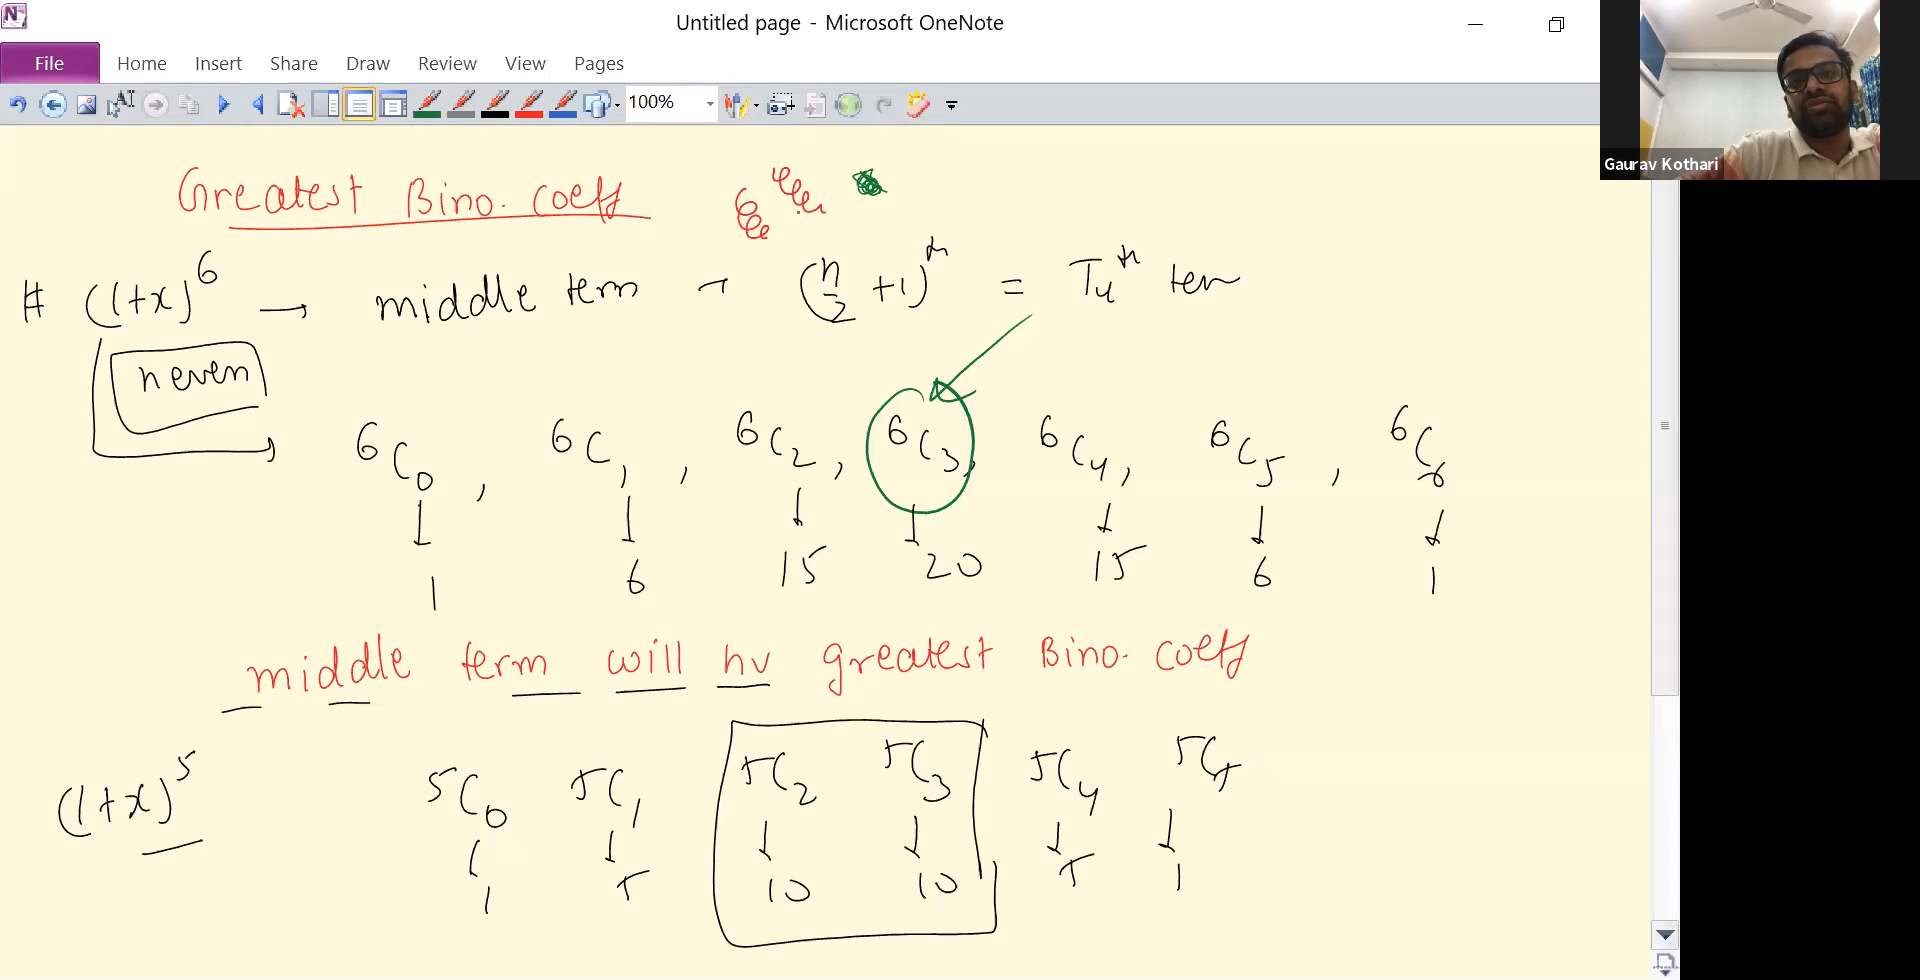 Untitled page - Microsoft OneNote
File Home Insert Share Draw Review View Pages
100%
Gaurav Kothari
Greatest Bino. coeff
# (1+x)^6 → middle term → (n/2 +1)^th = T4^th ter
n even
6C0 , 6C1 , 6C2 , 6C3, 6C4, 6C5 , 6C6
1 6 15 20 15 6 1
middle term will hv greatest Bino. coeff
(1+x)^5 5C0 5C1 5C2 5C3 5C4 5C5
1 5 10 10 5 1